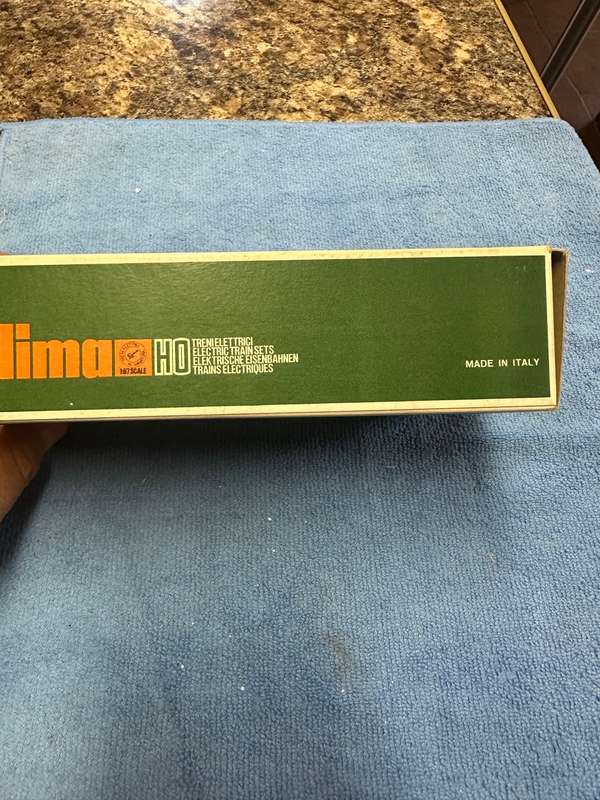 lima
1:87 SCALE
HO
TRENI ELETTRICI
ELECTRIC TRAIN SETS
ELEKTRISCHE EISENBAHNEN
TRAINS ELECTRIQUES
MADE IN ITALY